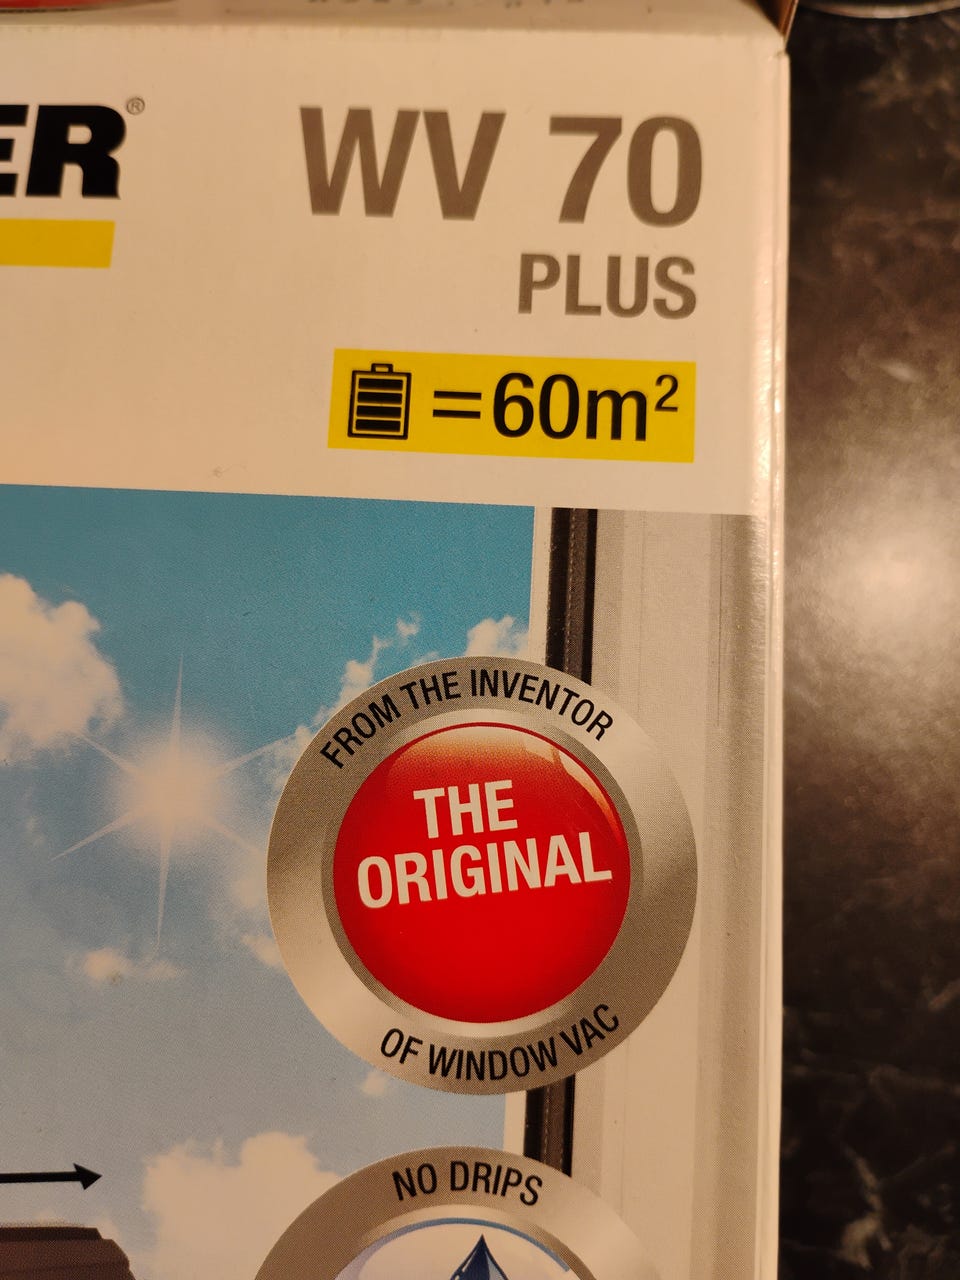 ER®
WV 70
PLUS
=60m²
FROM THE INVENTOR
THE
ORIGINAL
OF WINDOW VAC
NO DRIPS